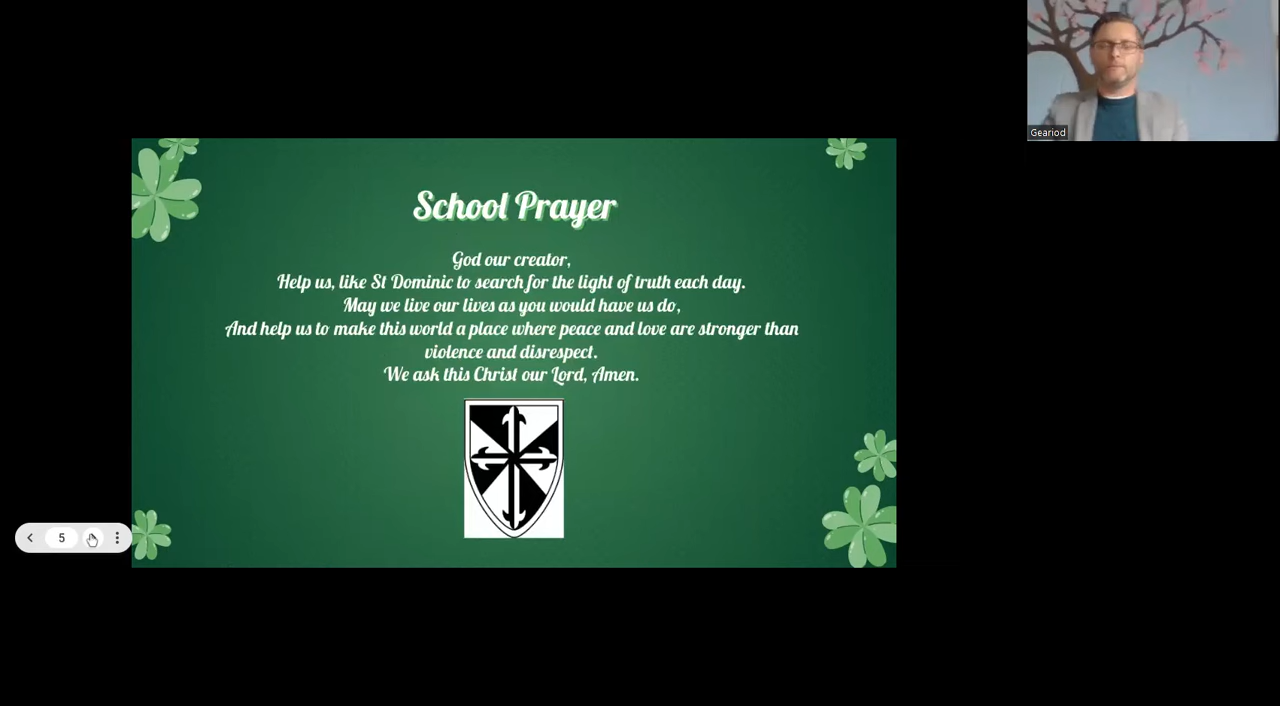 School Prayer
God our creator,
Help us, like St Dominic to search for the light of truth each day.
May we live our lives as you would have us do,
And help us to make this world a place where peace and love are stronger than
violence and disrespect.
We ask this Christ our Lord, Amen.
5
Geariod